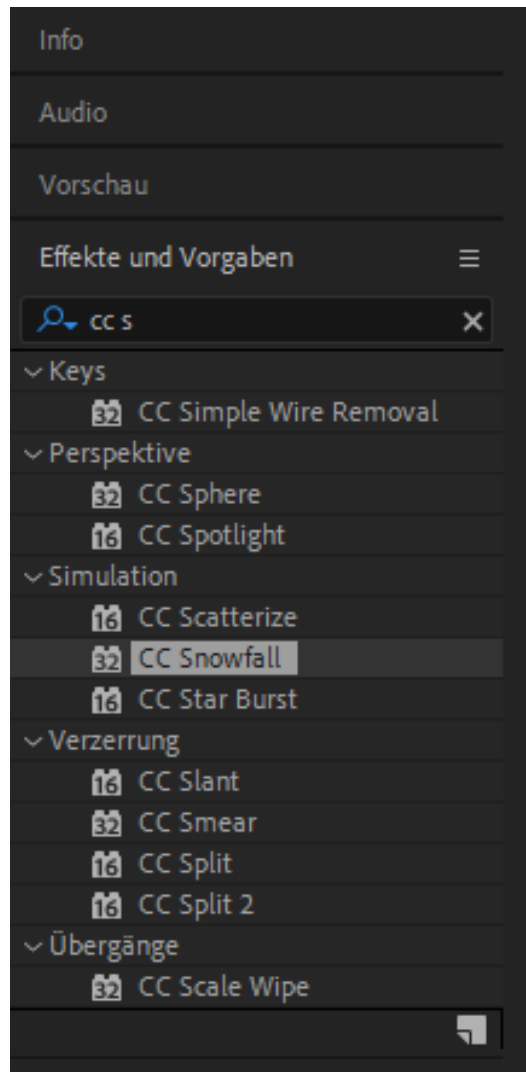 Info
Audio
Vorschau
Effekte und Vorgaben
cc s
Keys
32 CC Simple Wire Removal
Perspektive
32 CC Sphere
16 CC Spotlight
Simulation
16 CC Scatterize
32 CC Snowfall
16 CC Star Burst
Verzerrung
16 CC Slant
32 CC Smear
16 CC Split
16 CC Split 2
Übergänge
32 CC Scale Wipe